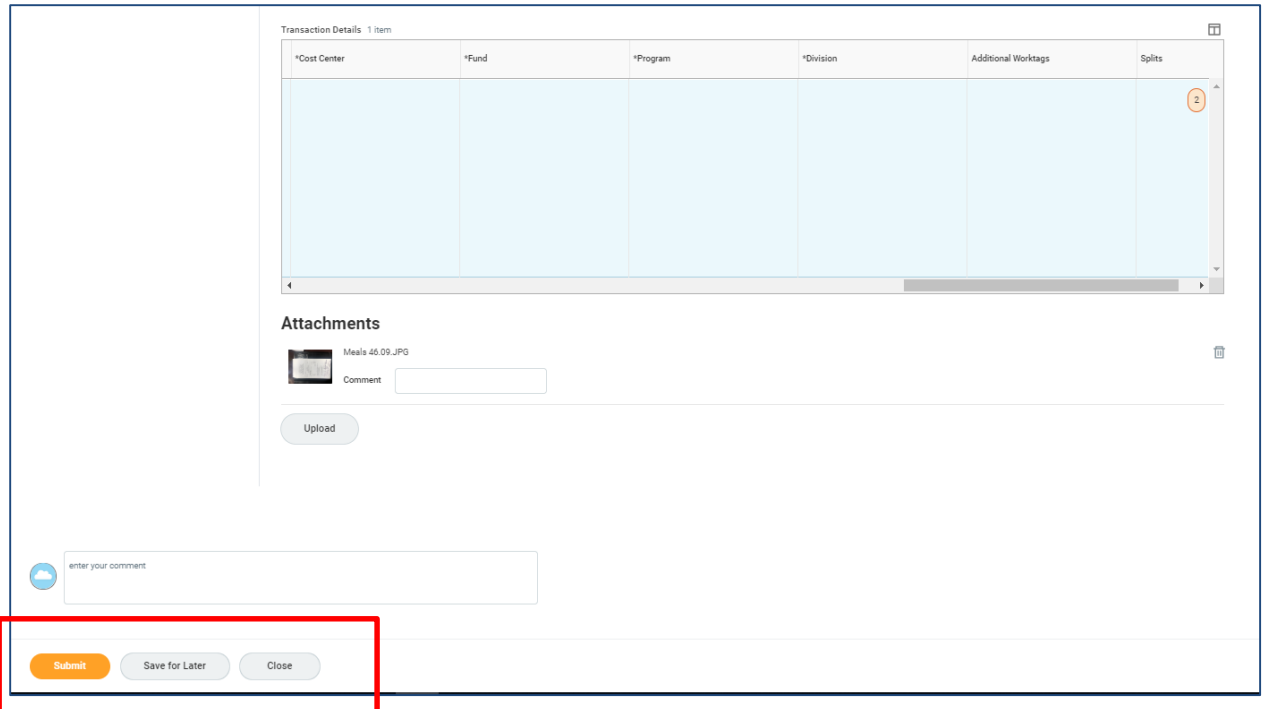 Transaction Details 1 item
*Cost Center *Fund *Program *Division Additional Worktags Splits
2
Attachments
Meals 46.09.JPG
Comment
Upload
enter your comment
Submit Save for Later Close